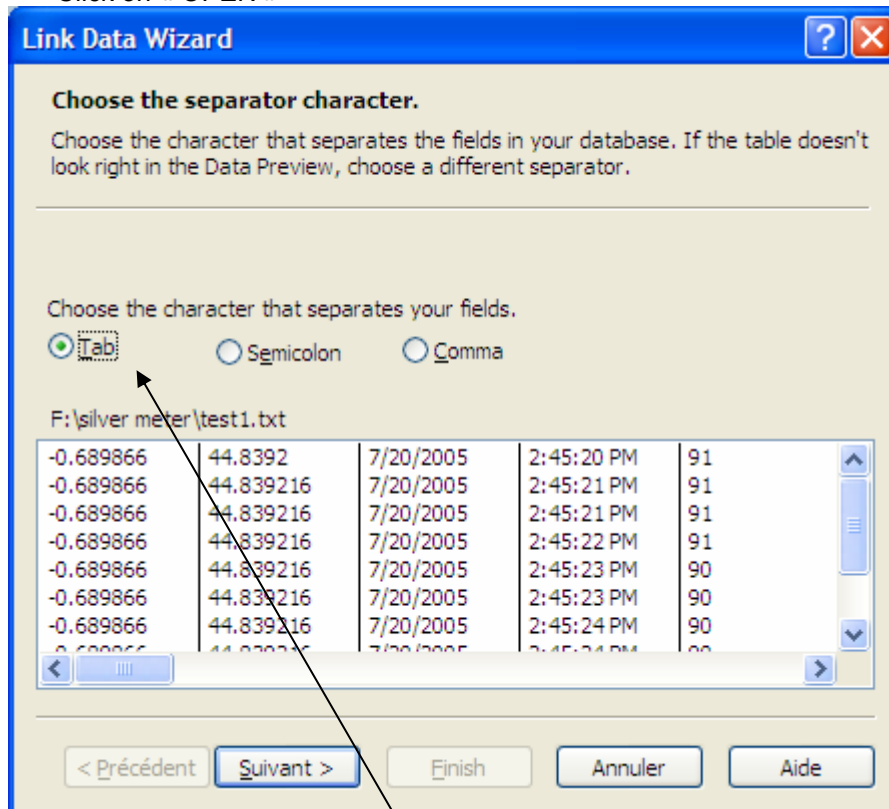 Link Data Wizard
Choose the separator character.
Choose the character that separates the fields in your database. If the table doesn't
look right in the Data Preview, choose a different separator.
Choose the character that separates your fields.
Tab Semicolon Comma
F:\silver meter\test1.txt
-0.689866 44.8392 7/20/2005 2:45:20 PM 91
-0.689866 44.839216 7/20/2005 2:45:21 PM 91
-0.689866 44.839216 7/20/2005 2:45:21 PM 91
-0.689866 44.839216 7/20/2005 2:45:22 PM 91
-0.689866 44.839216 7/20/2005 2:45:23 PM 90
-0.689866 44.839216 7/20/2005 2:45:23 PM 90
-0.689866 44.839216 7/20/2005 2:45:24 PM 90
< Précédent Suivant > Finish Annuler Aide